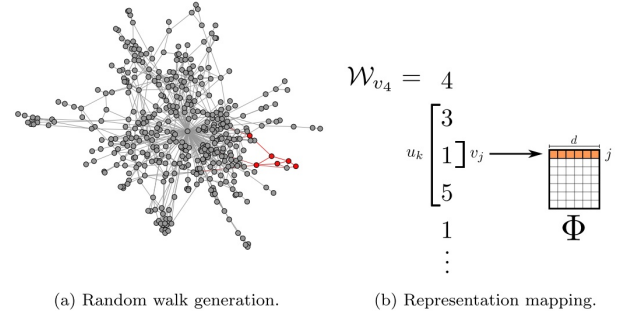 𝒲v4 = 4
3
uk 1 vj
5
1
⋮
d
j
Φ
(a) Random walk generation.
(b) Representation mapping.